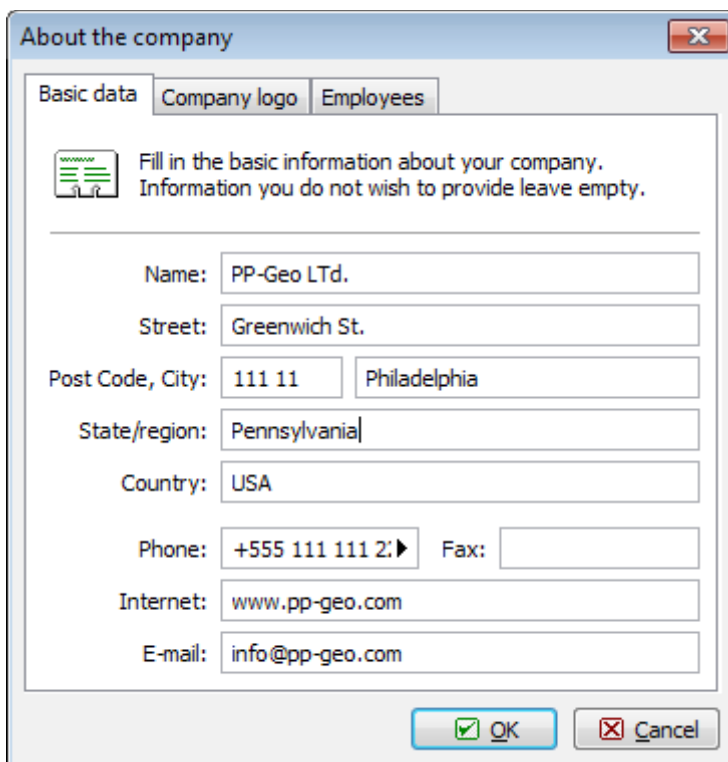 About the company
Basic data Company logo Employees
Fill in the basic information about your company.
Information you do not wish to provide leave empty.
Name: PP-Geo LTd.
Street: Greenwich St.
Post Code, City: 111 11 Philadelphia
State/region: Pennsylvania
Country: USA
Phone: +555 111 111 Fax:
Internet: www.pp-geo.com
E-mail: info@pp-geo.com
OK Cancel